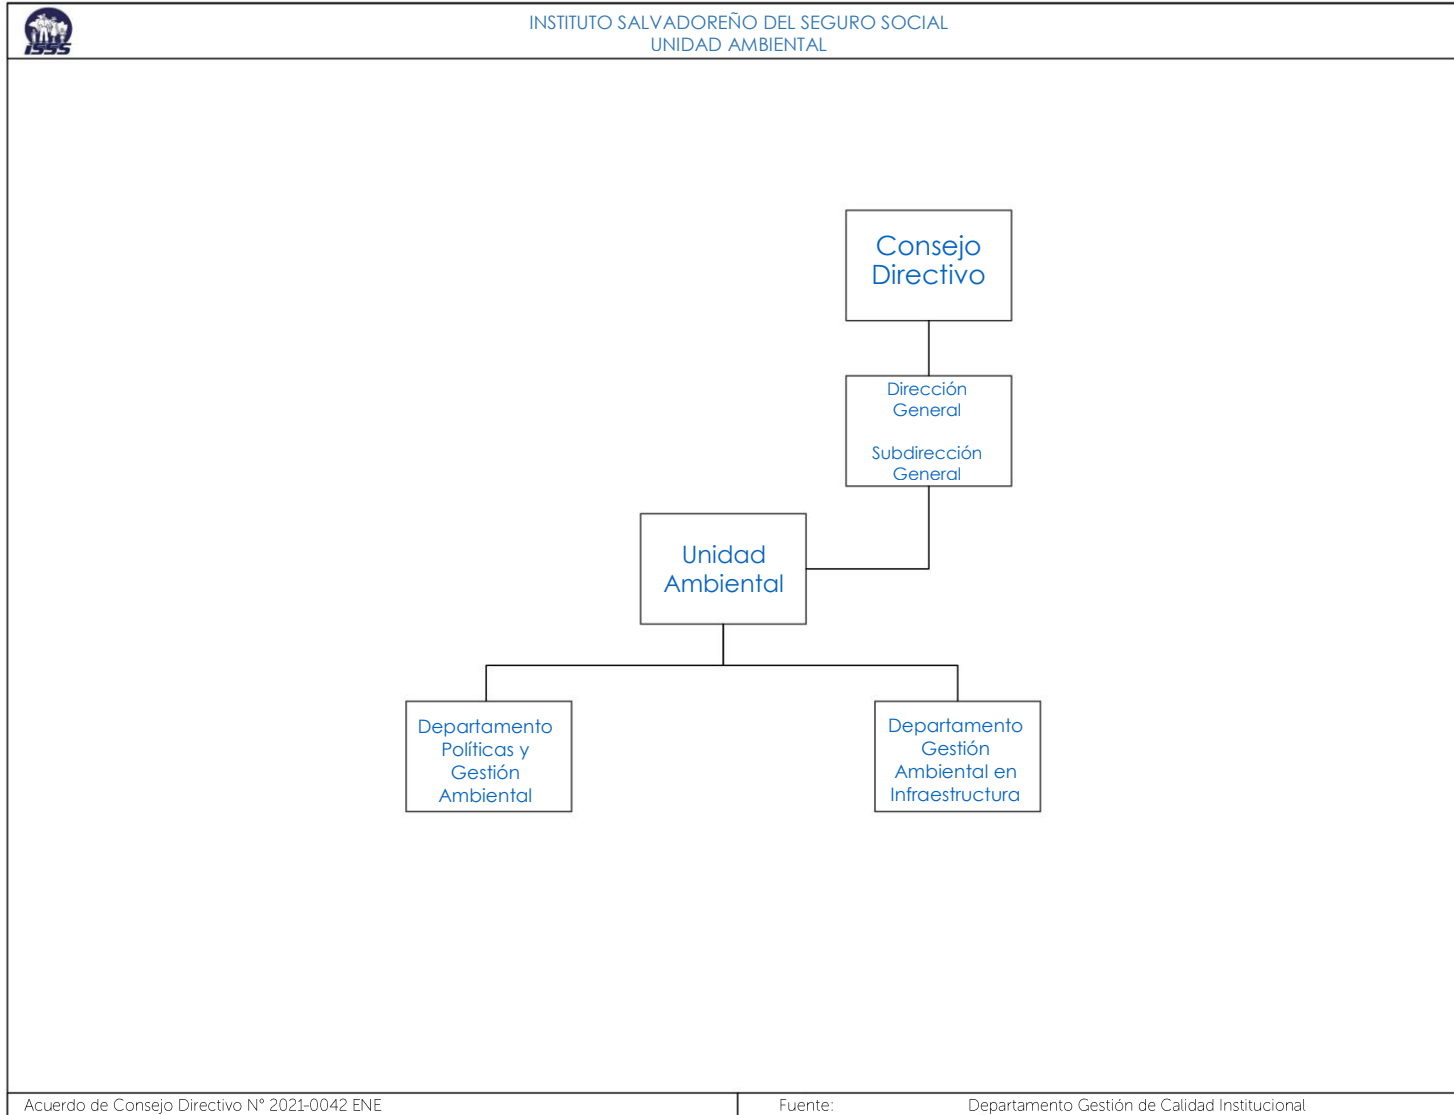 ISSS
INSTITUTO SALVADOREÑO DEL SEGURO SOCIAL
UNIDAD AMBIENTAL
Consejo
Directivo
Dirección
General
Subdirección
General
Unidad
Ambiental
Departamento
Políticas y
Gestión
Ambiental
Departamento
Gestión
Ambiental en
Infraestructura
Acuerdo de Consejo Directivo N° 2021-0042 ENE
Fuente: Departamento Gestión de Calidad Institucional